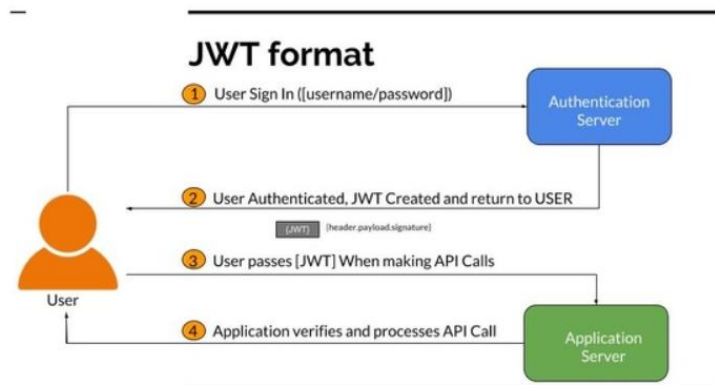 JWT format
1 User Sign In ([username/password])
Authentication
Server
2 User Authenticated, JWT Created and return to USER
{JWT} [header.payload.signature]
3 User passes [JWT] When making API Calls
User
4 Application verifies and processes API Call
Application
Server